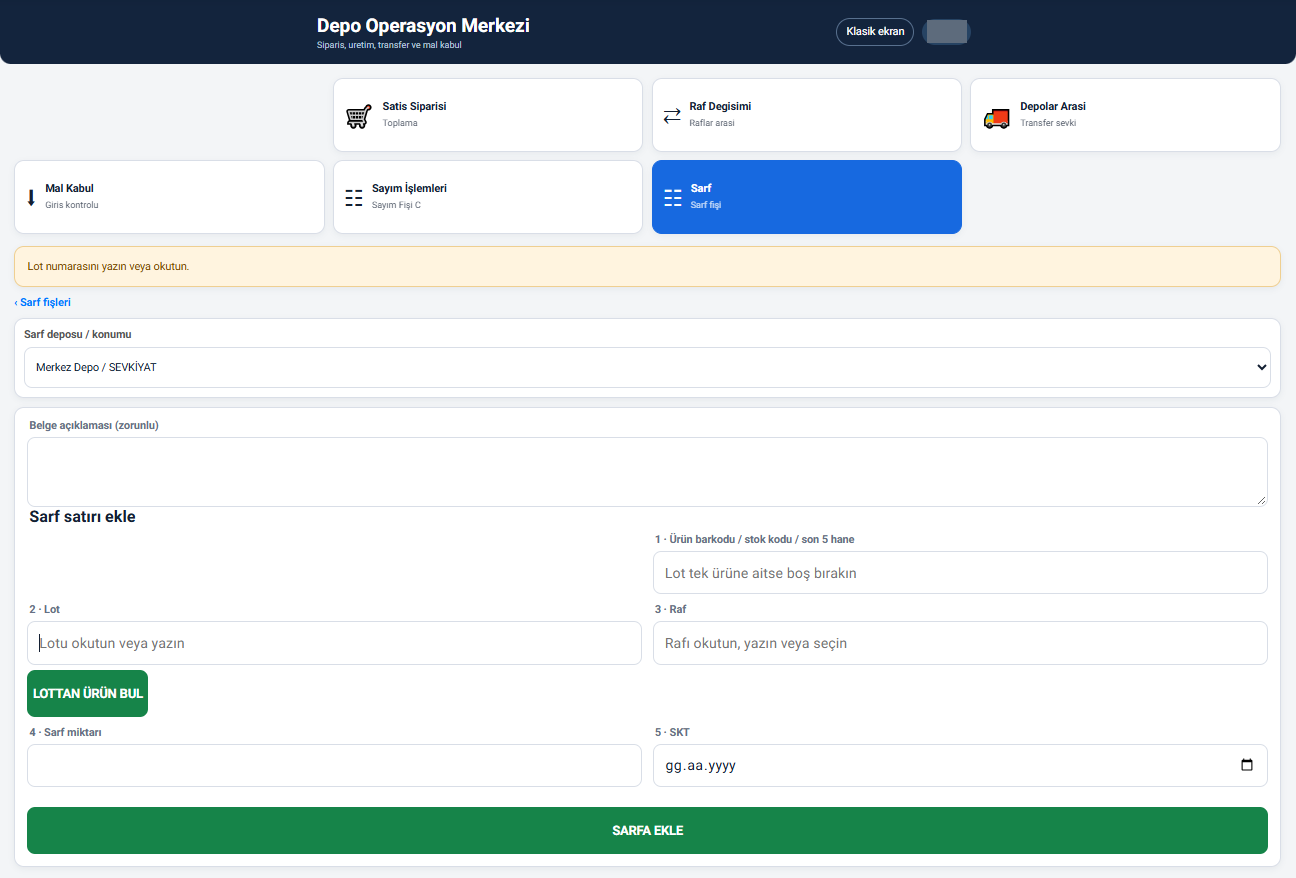 Depo Operasyon Merkezi
Siparis, uretim, transfer ve mal kabul
Klasik ekran
Satis Siparisi
Toplama
Raf Degisimi
Raflar arasi
Depolar Arasi
Transfer sevki
Mal Kabul
Giris kontrolu
Sayım İşlemleri
Sayım Fişi C
Sarf
Sarf fişi
Lot numarasını yazın veya okutun.
‹ Sarf fişleri
Sarf deposu / konumu
Merkez Depo / SEVKİYAT
Belge açıklaması (zorunlu)
Sarf satırı ekle
1 · Ürün barkodu / stok kodu / son 5 hane
Lot tek ürüne aitse boş bırakın
2 · Lot
Lotu okutun veya yazın
3 · Raf
Rafı okutun, yazın veya seçin
LOTTAN ÜRÜN BUL
4 · Sarf miktarı
5 · SKT
gg.aa.yyyy
SARFA EKLE